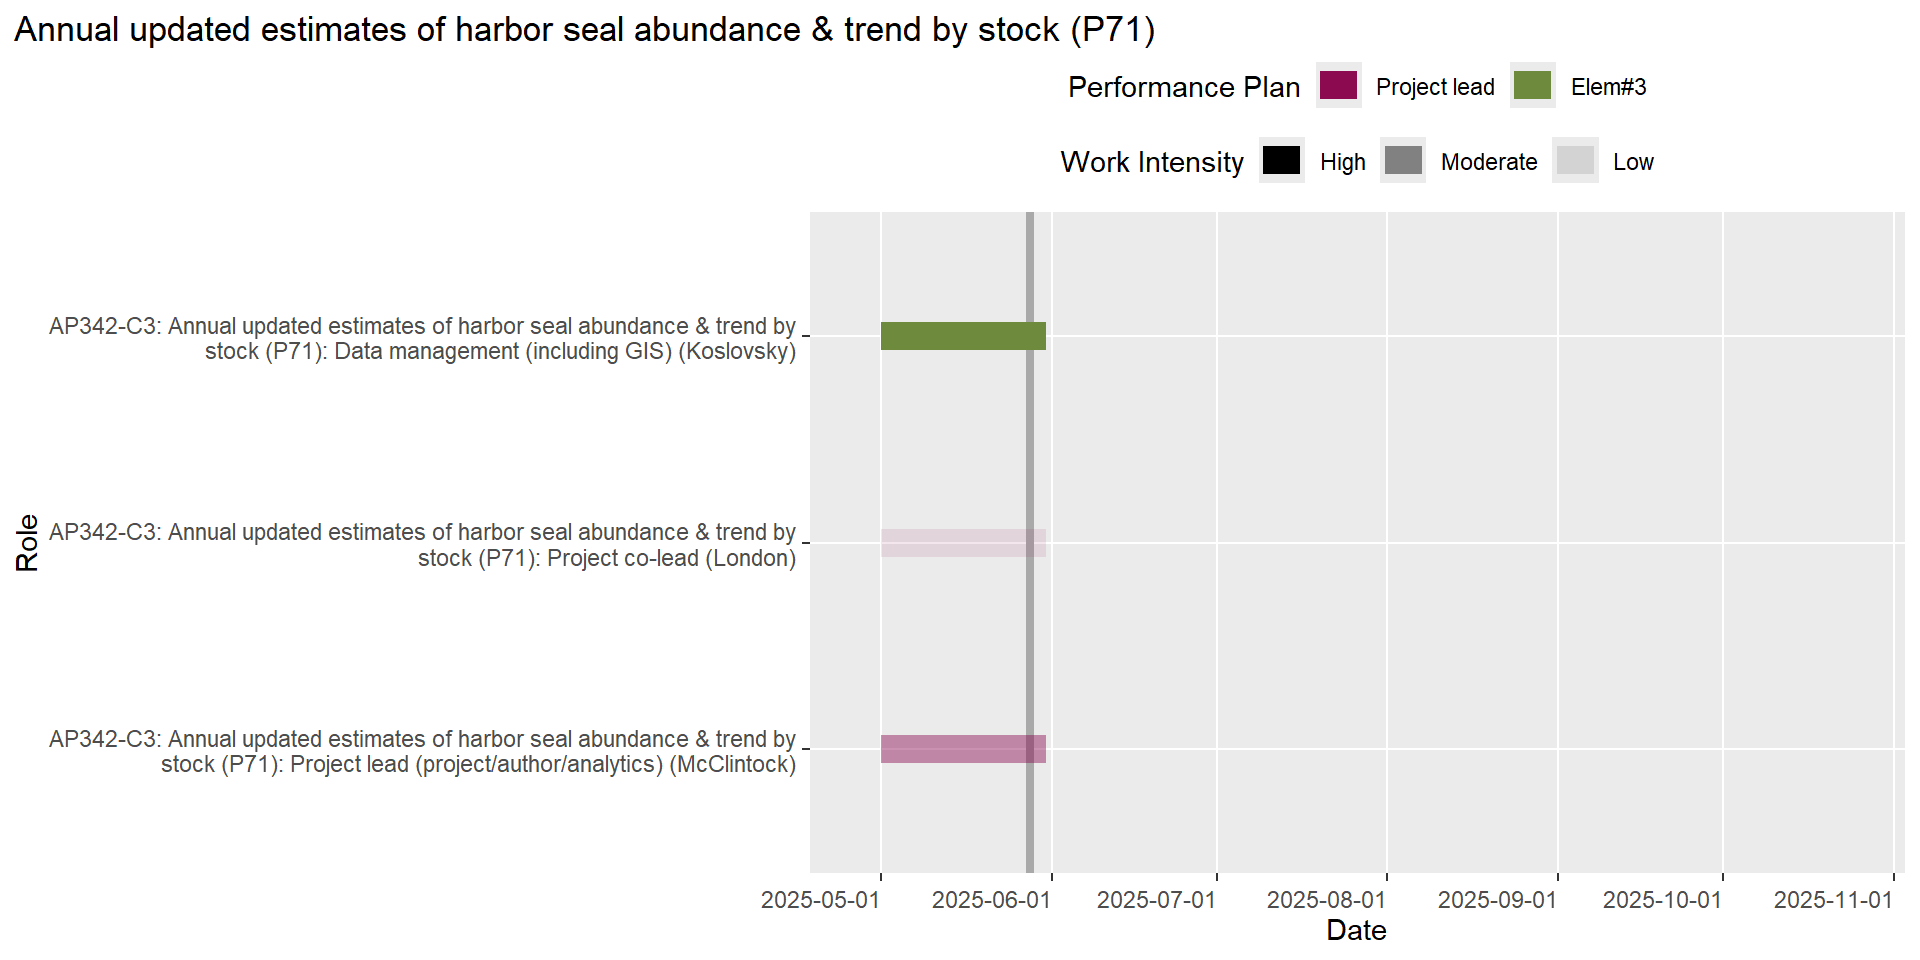 Annual updated estimates of harbor seal abundance & trend by stock (P71)
Performance Plan Project lead Elem#3
Work Intensity High Moderate Low
AP342-C3: Annual updated estimates of harbor seal abundance & trend by
stock (P71): Data management (including GIS) (Koslovsky)
Role
AP342-C3: Annual updated estimates of harbor seal abundance & trend by
stock (P71): Project co-lead (London)
AP342-C3: Annual updated estimates of harbor seal abundance & trend by
stock (P71): Project lead (project/author/analytics) (McClintock)
2025-05-01 2025-06-01 2025-07-01 2025-08-01 2025-09-01 2025-10-01 2025-11-01
Date